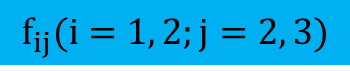 fᵢⱼ(i = 1, 2; j = 2, 3)